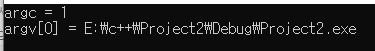 argc = 1
argv[0] = E:₩c++₩Project2₩Debug₩Project2.exe